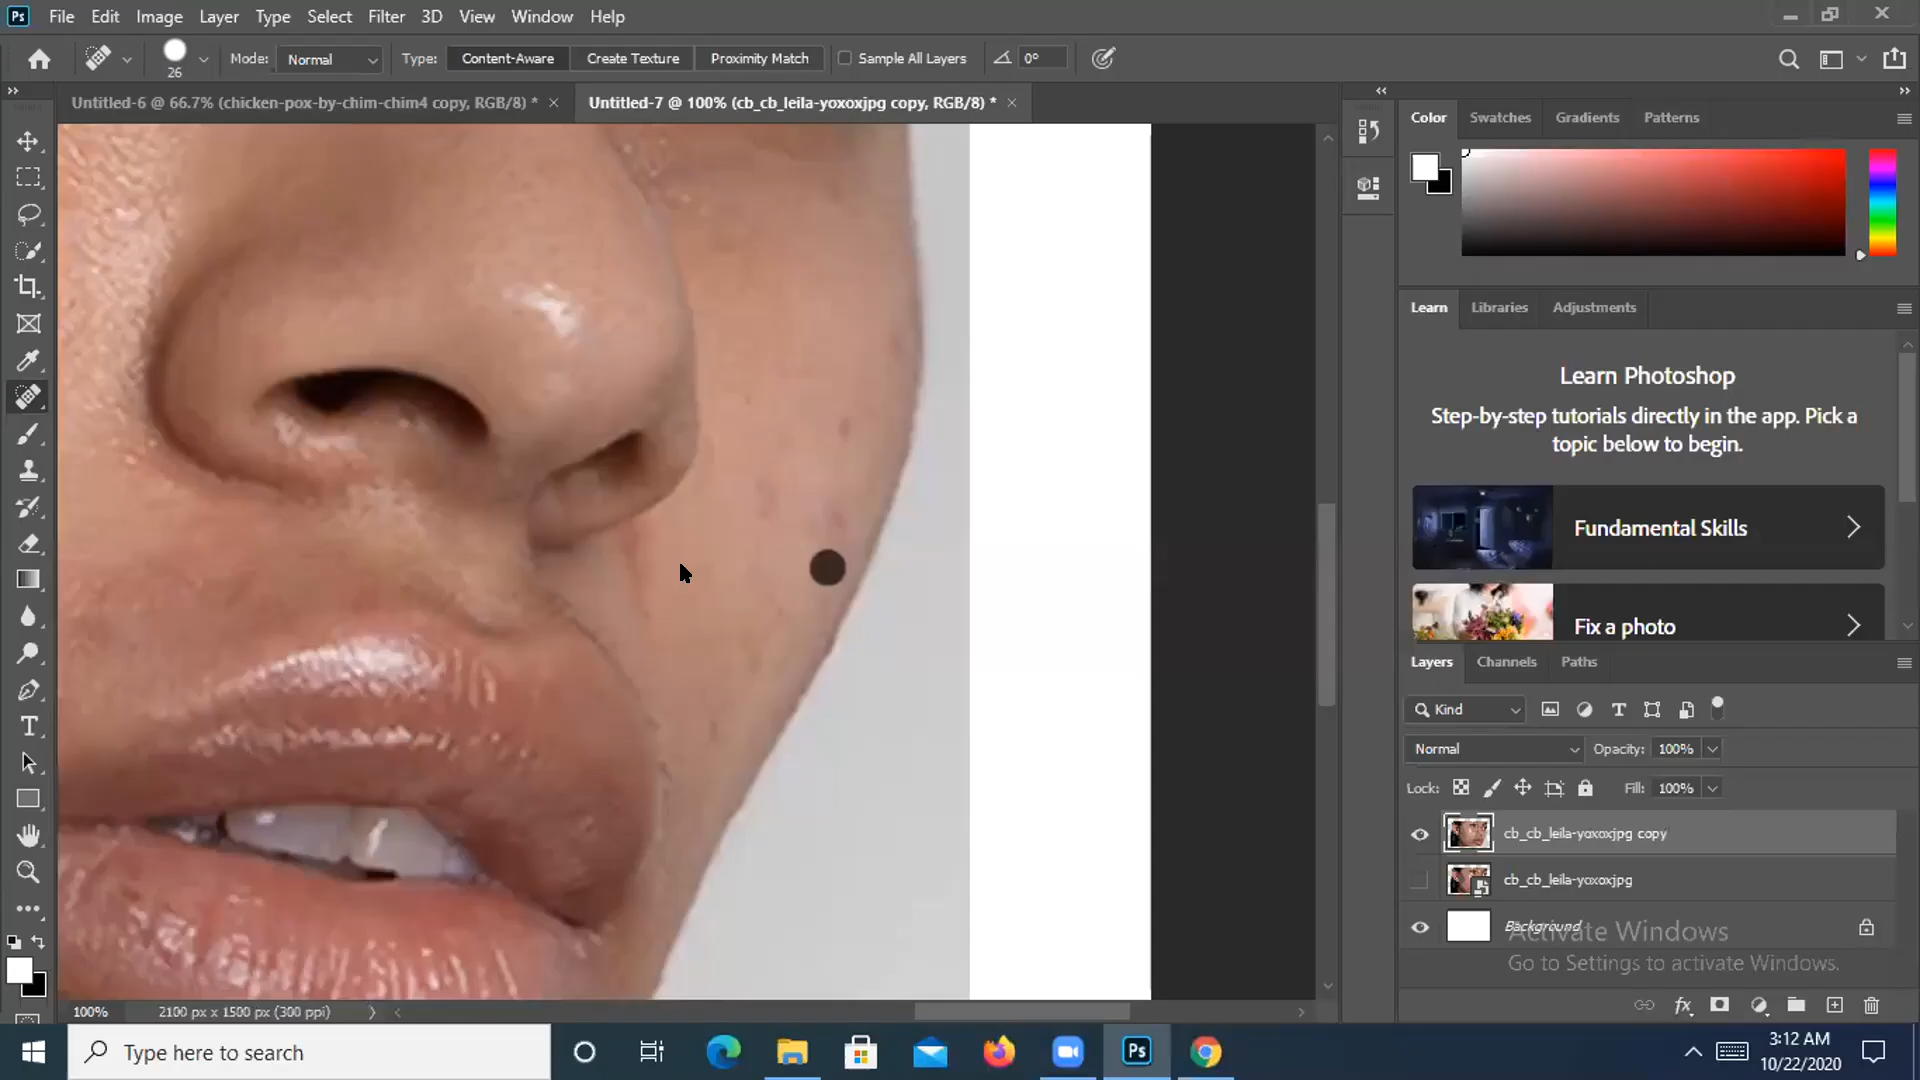 Ps File Edit Image Layer Type Select Filter 3D View Window Help
26 Mode: Normal Type: Content-Aware Create Texture Proximity Match Sample All Layers 0°
Untitled-6 @ 66.7% (chicken-pox-by-chim-chim4 copy, RGB/8) * × Untitled-7 @ 100% (cb_cb_leila-yoxoxjpg copy, RGB/8) * ×
Color Swatches Gradients Patterns
Learn Libraries Adjustments
Learn Photoshop
Step-by-step tutorials directly in the app. Pick a
topic below to begin.
Fundamental Skills
Fix a photo
Layers Channels Paths
Kind
Normal Opacity: 100%
Lock: Fill: 100%
cb_cb_leila-yoxoxjpg copy
cb_cb_leila-yoxoxjpg
Background
Activate Windows
Go to Settings to activate Windows.
100% 2100 px x 1500 px (300 ppi)
Type here to search
Ps
3:12 AM
10/22/2020